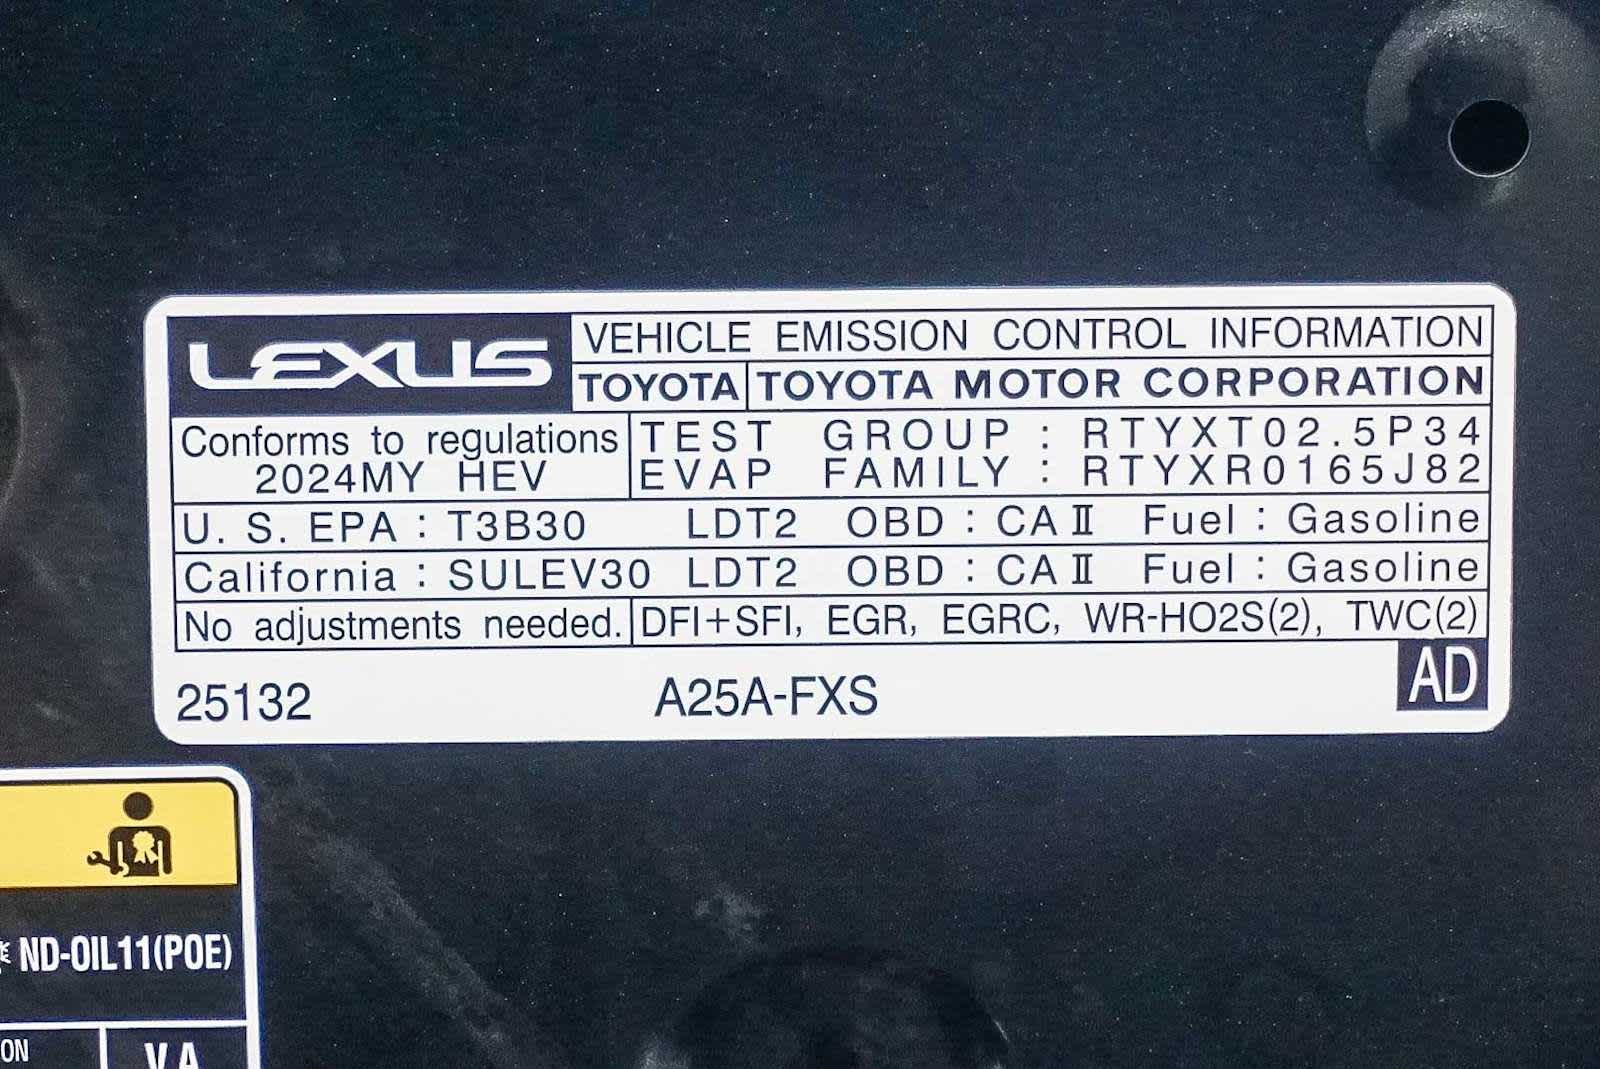 LEXUS
VEHICLE EMISSION CONTROL INFORMATION
TOYOTA TOYOTA MOTOR CORPORATION
Conforms to regulations
2024MY HEV
TEST GROUP : RTYXT02.5P34
EVAP FAMILY : RTYXR0165J82
U. S. EPA : T3B30 LDT2 OBD : CA II Fuel : Gasoline
California : SULEV30 LDT2 OBD : CA II Fuel : Gasoline
No adjustments needed. DFI+SFI, EGR, EGRC, WR-HO2S(2), TWC(2)
25132 A25A-FXS AD
ND-OIL11(POE)